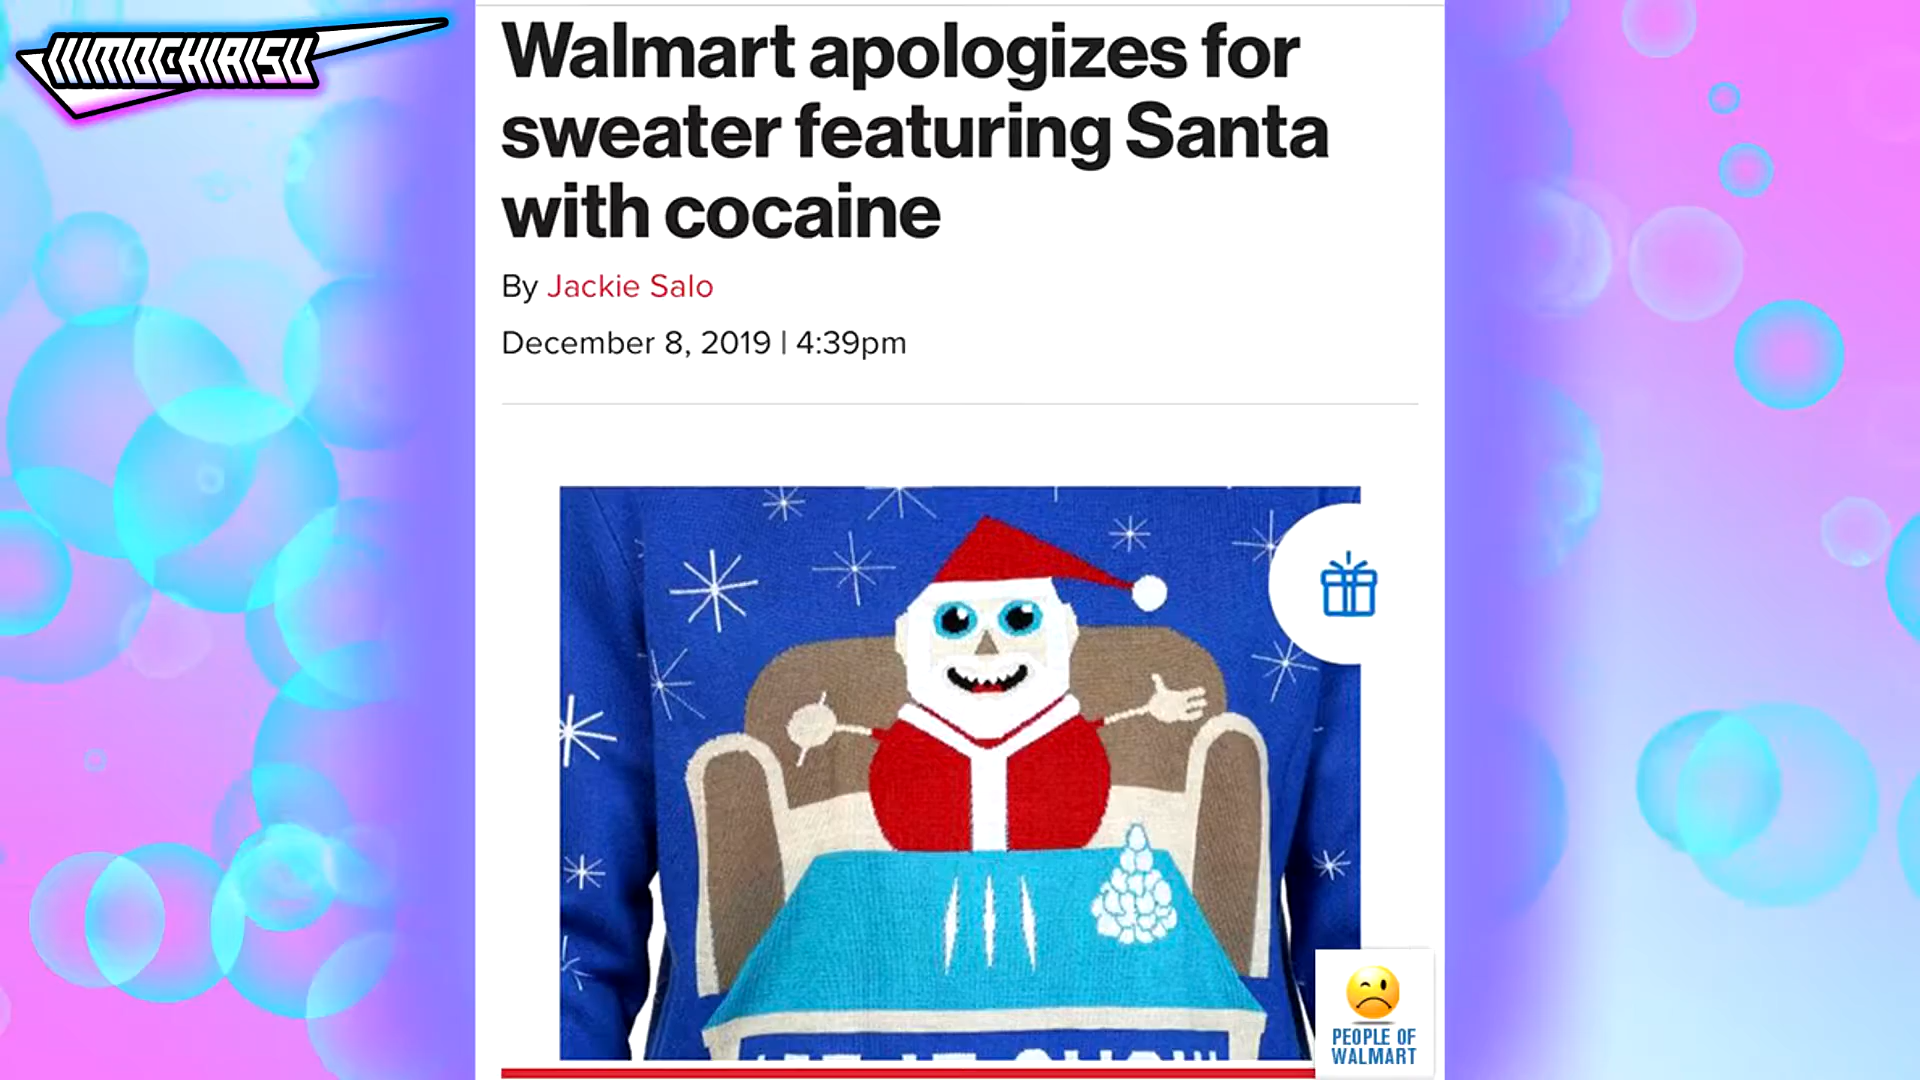 IIMOCHIRISU
Walmart apologizes for
sweater featuring Santa
with cocaine
By Jackie Salo
December 8, 2019 | 4:39pm
PEOPLE OF
WALMART